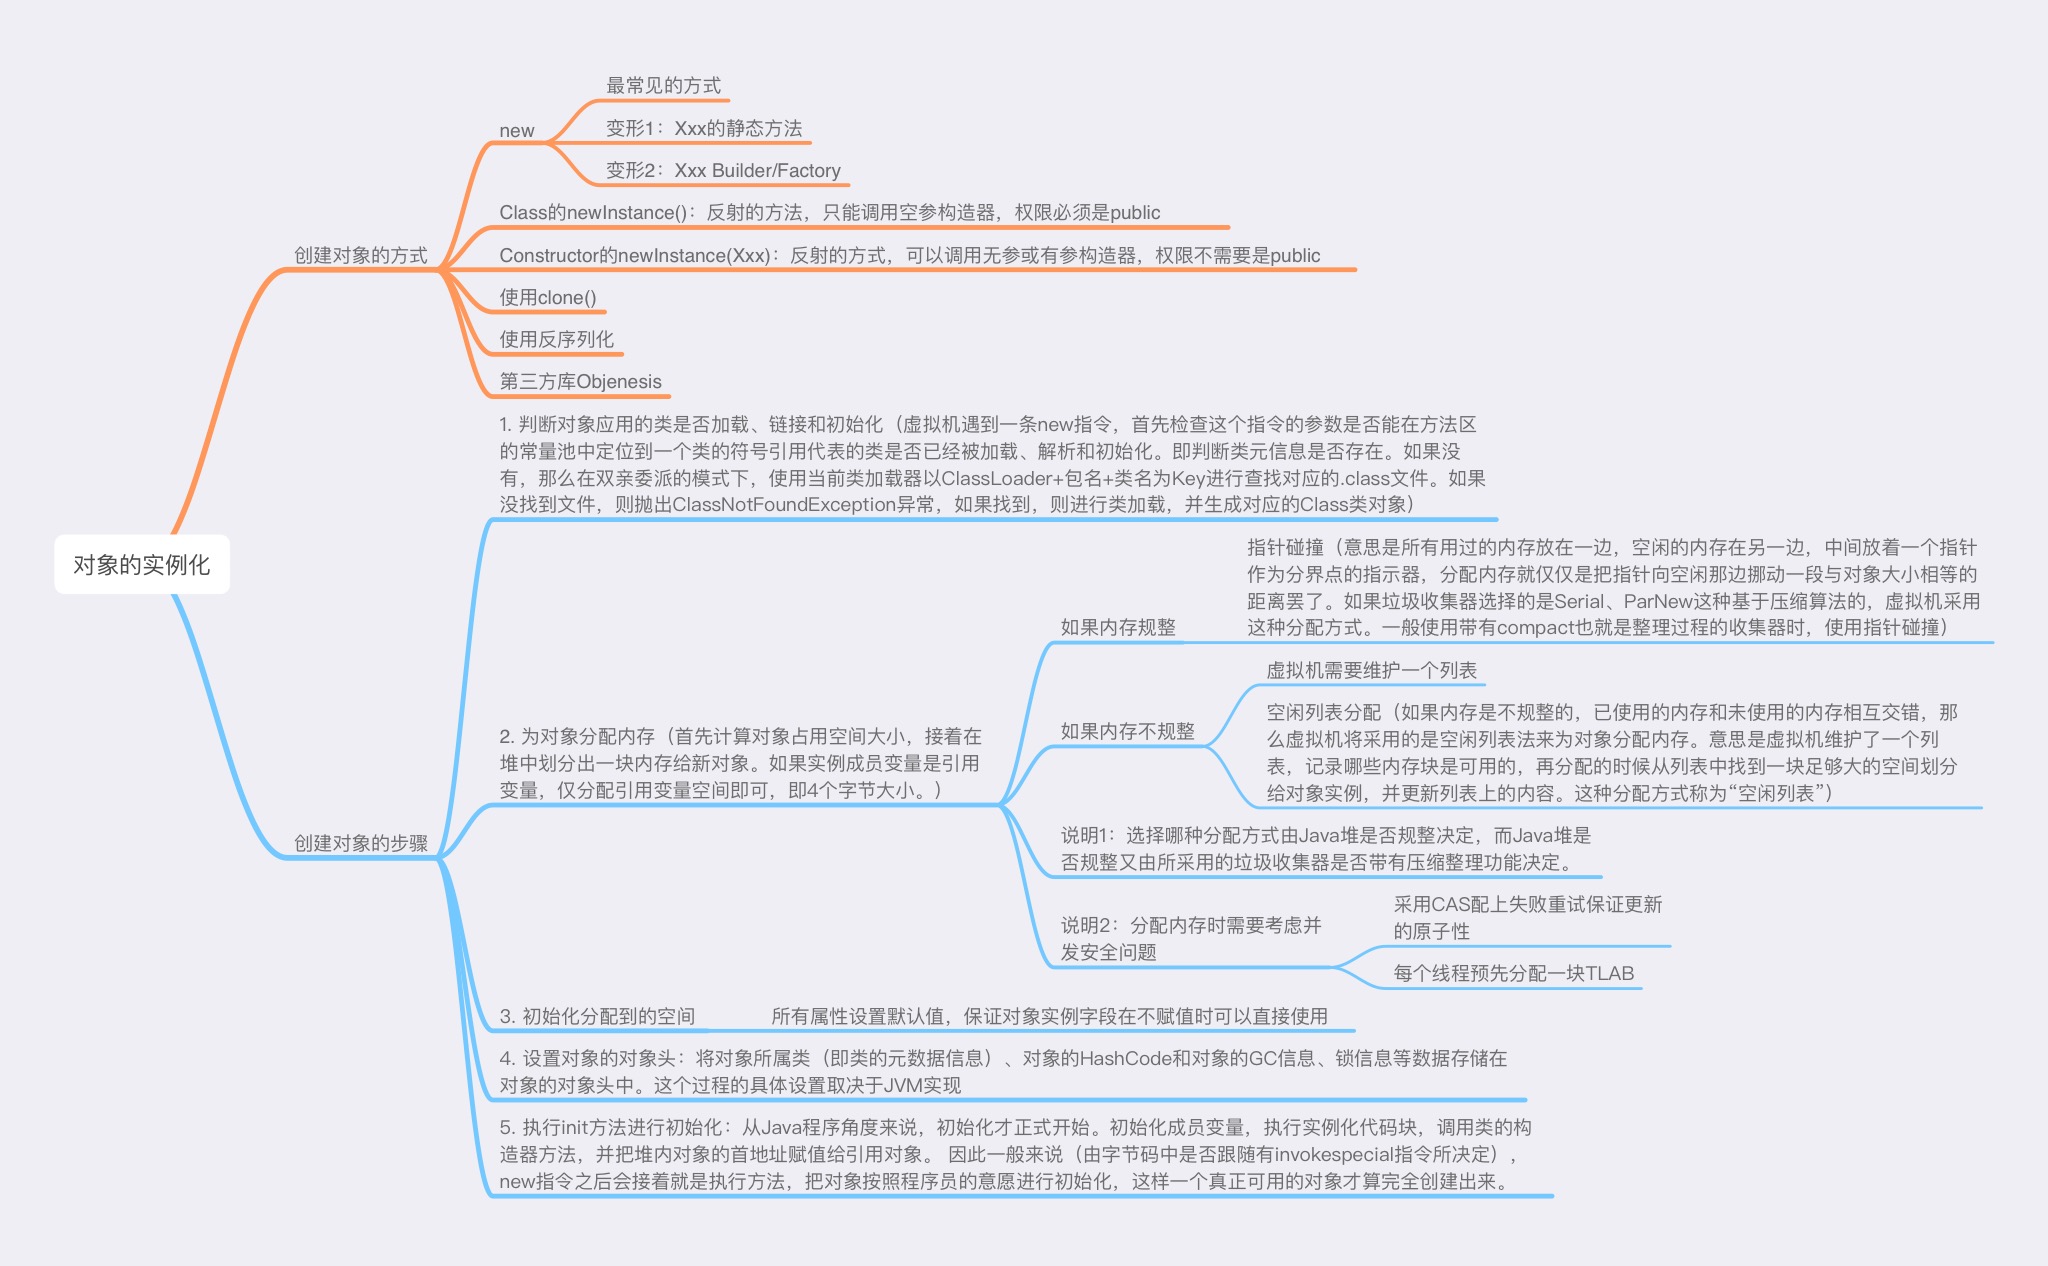 对象的实例化
创建对象的方式
new
最常见的方式
变形1：Xxx的静态方法
变形2：Xxx Builder/Factory
Class的newInstance()：反射的方法，只能调用空参构造器，权限必须是public
Constructor的newInstance(Xxx)：反射的方式，可以调用无参或有参构造器，权限不需要是public
使用clone()
使用反序列化
第三方库Objenesis
创建对象的步骤
1. 判断对象应用的类是否加载、链接和初始化（虚拟机遇到一条new指令，首先检查这个指令的参数是否能在方法区
的常量池中定位到一个类的符号引用代表的类是否已经被加载、解析和初始化。即判断类元信息是否存在。如果没
有，那么在双亲委派的模式下，使用当前类加载器以ClassLoader+包名+类名为Key进行查找对应的.class文件。如果
没找到文件，则抛出ClassNotFoundException异常，如果找到，则进行类加载，并生成对应的Class类对象）
2. 为对象分配内存（首先计算对象占用空间大小，接着在
堆中划分出一块内存给新对象。如果实例成员变量是引用
变量，仅分配引用变量空间即可，即4个字节大小。）
如果内存规整
指针碰撞（意思是所有用过的内存放在一边，空闲的内存在另一边，中间放着一个指针
作为分界点的指示器，分配内存就仅仅是把指针向空闲那边挪动一段与对象大小相等的
距离罢了。如果垃圾收集器选择的是Serial、ParNew这种基于压缩算法的，虚拟机采用
这种分配方式。一般使用带有compact也就是整理过程的收集器时，使用指针碰撞）
如果内存不规整
虚拟机需要维护一个列表
空闲列表分配（如果内存是不规整的，已使用的内存和未使用的内存相互交错，那
么虚拟机将采用的是空闲列表法来为对象分配内存。意思是虚拟机维护了一个列
表，记录哪些内存块是可用的，再分配的时候从列表中找到一块足够大的空间划分
给对象实例，并更新列表上的内容。这种分配方式称为“空闲列表”）
说明1：选择哪种分配方式由Java堆是否规整决定，而Java堆是
否规整又由所采用的垃圾收集器是否带有压缩整理功能决定。
说明2：分配内存时需要考虑并
发安全问题
采用CAS配上失败重试保证更新
的原子性
每个线程预先分配一块TLAB
3. 初始化分配到的空间
所有属性设置默认值，保证对象实例字段在不赋值时可以直接使用
4. 设置对象的对象头：将对象所属类（即类的元数据信息）、对象的HashCode和对象的GC信息、锁信息等数据存储在
对象的对象头中。这个过程的具体设置取决于JVM实现
5. 执行init方法进行初始化：从Java程序角度来说，初始化才正式开始。初始化成员变量，执行实例化代码块，调用类的构
造器方法，并把堆内对象的首地址赋值给引用对象。 因此一般来说（由字节码中是否跟随有invokespecial指令所决定），
new指令之后会接着就是执行方法，把对象按照程序员的意愿进行初始化，这样一个真正可用的对象才算完全创建出来。